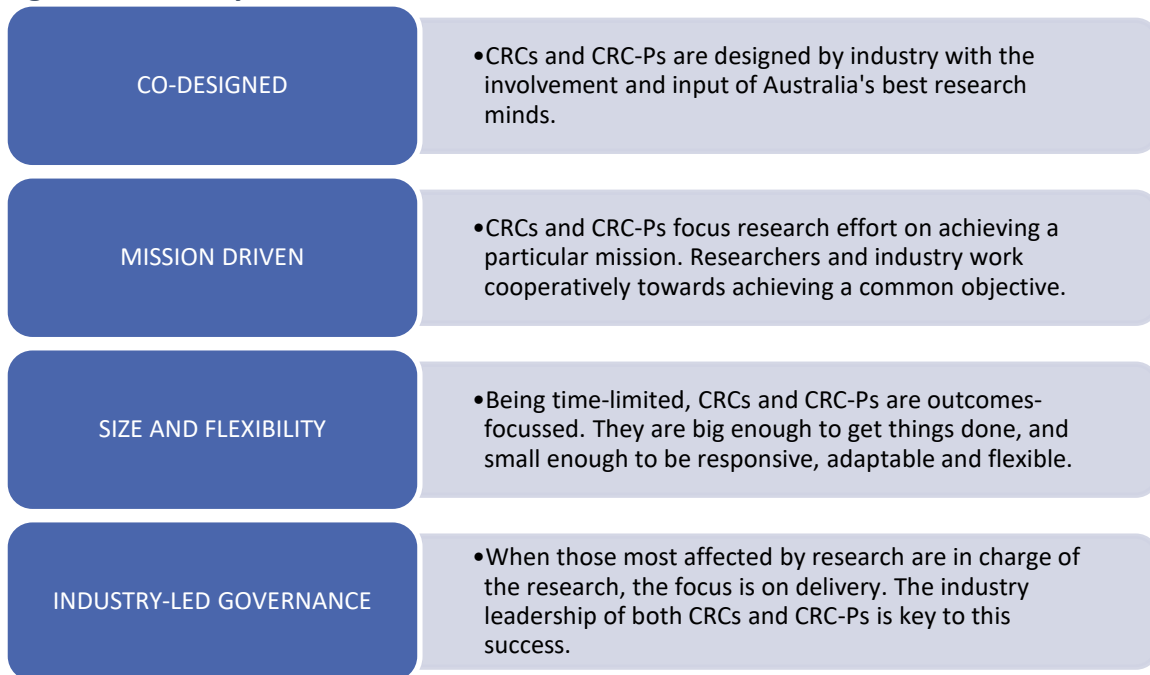 CO-DESIGNED
•CRCs and CRC-Ps are designed by industry with the
involvement and input of Australia's best research
minds.
MISSION DRIVEN
•CRCs and CRC-Ps focus research effort on achieving a
particular mission. Researchers and industry work
cooperatively towards achieving a common objective.
SIZE AND FLEXIBILITY
•Being time-limited, CRCs and CRC-Ps are outcomes-
focussed. They are big enough to get things done, and
small enough to be responsive, adaptable and flexible.
INDUSTRY-LED GOVERNANCE
•When those most affected by research are in charge of
the research, the focus is on delivery. The industry
leadership of both CRCs and CRC-Ps is key to this
success.